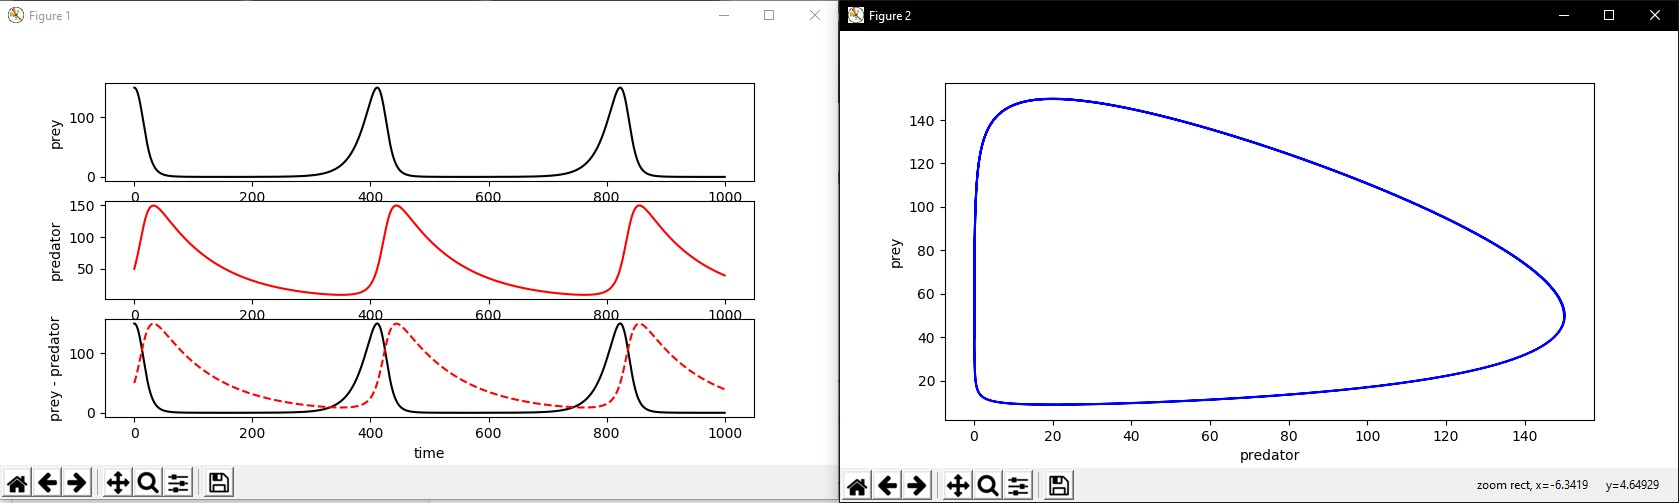 Figure 1
prey
100
0
0 200 400 600 800 1000
predator
150
100
50
0 200 400 600 800 1000
prey - predator
100
0
0 200 400 600 800 1000
time
Figure 2
prey
140
120
100
80
60
40
20
0 20 40 60 80 100 120 140
predator
zoom rect, x=-6.3419 y=4.64929